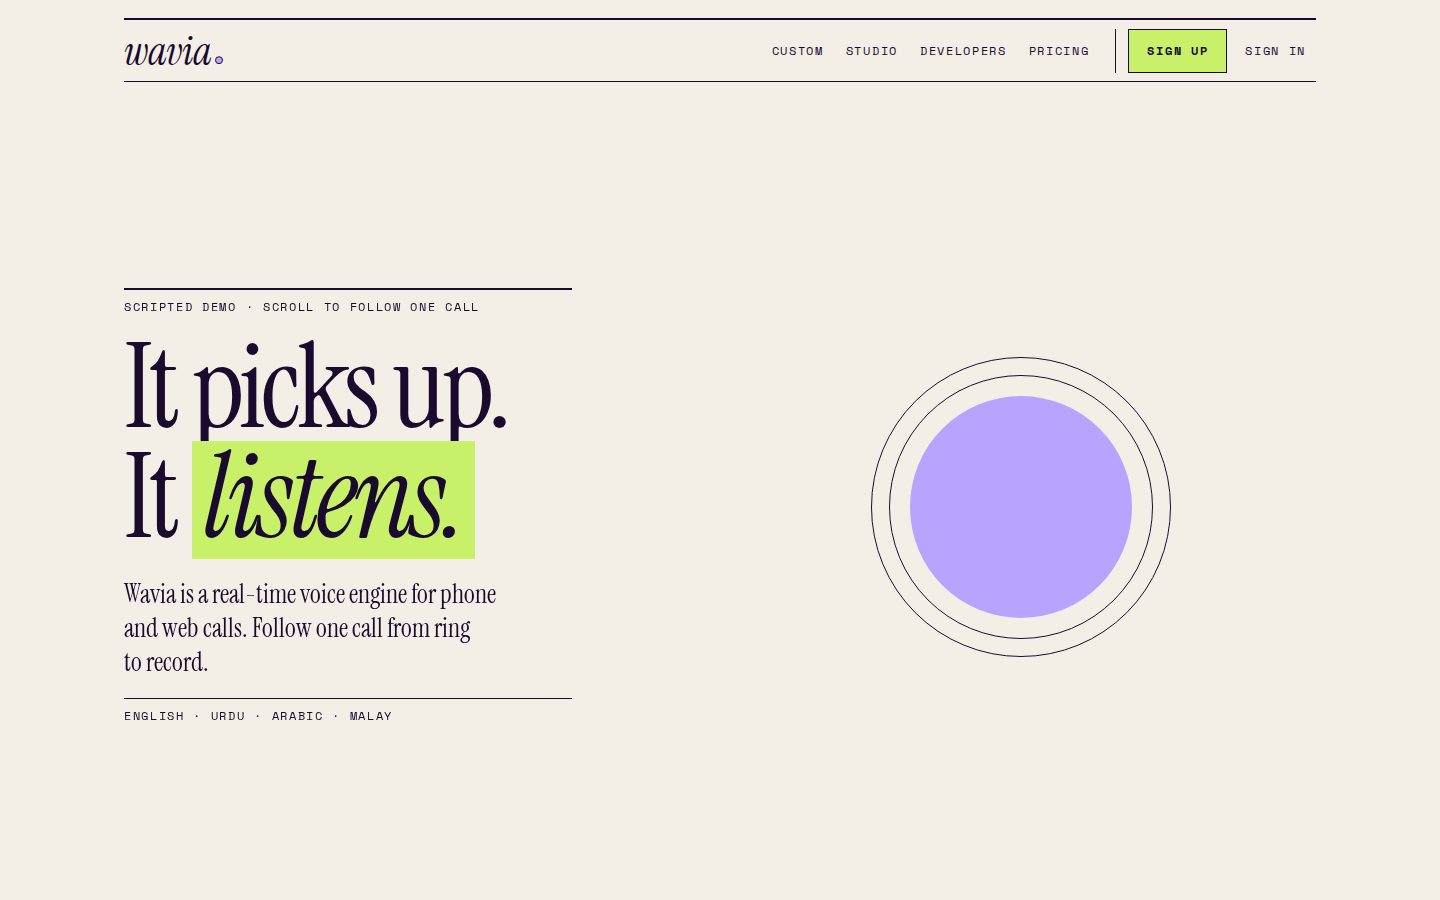 wavia
CUSTOM STUDIO DEVELOPERS PRICING SIGN UP SIGN IN
SCRIPTED DEMO · SCROLL TO FOLLOW ONE CALL
It picks up.
It listens.
Wavia is a real-time voice engine for phone
and web calls. Follow one call from ring
to record.
ENGLISH · URDU · ARABIC · MALAY